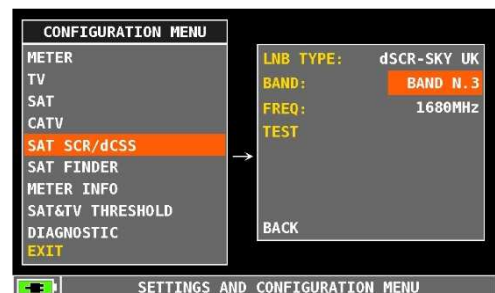 CONFIGURATION MENU
METER
TV
SAT
CATV
SAT SCR/dCSS
SAT FINDER
METER INFO
SAT&TV THRESHOLD
DIAGNOSTIC
EXIT
→
LNB TYPE: dSCR-SKY UK
BAND: BAND N.3
FREQ: 1680MHz
TEST
BACK
SETTINGS AND CONFIGURATION MENU